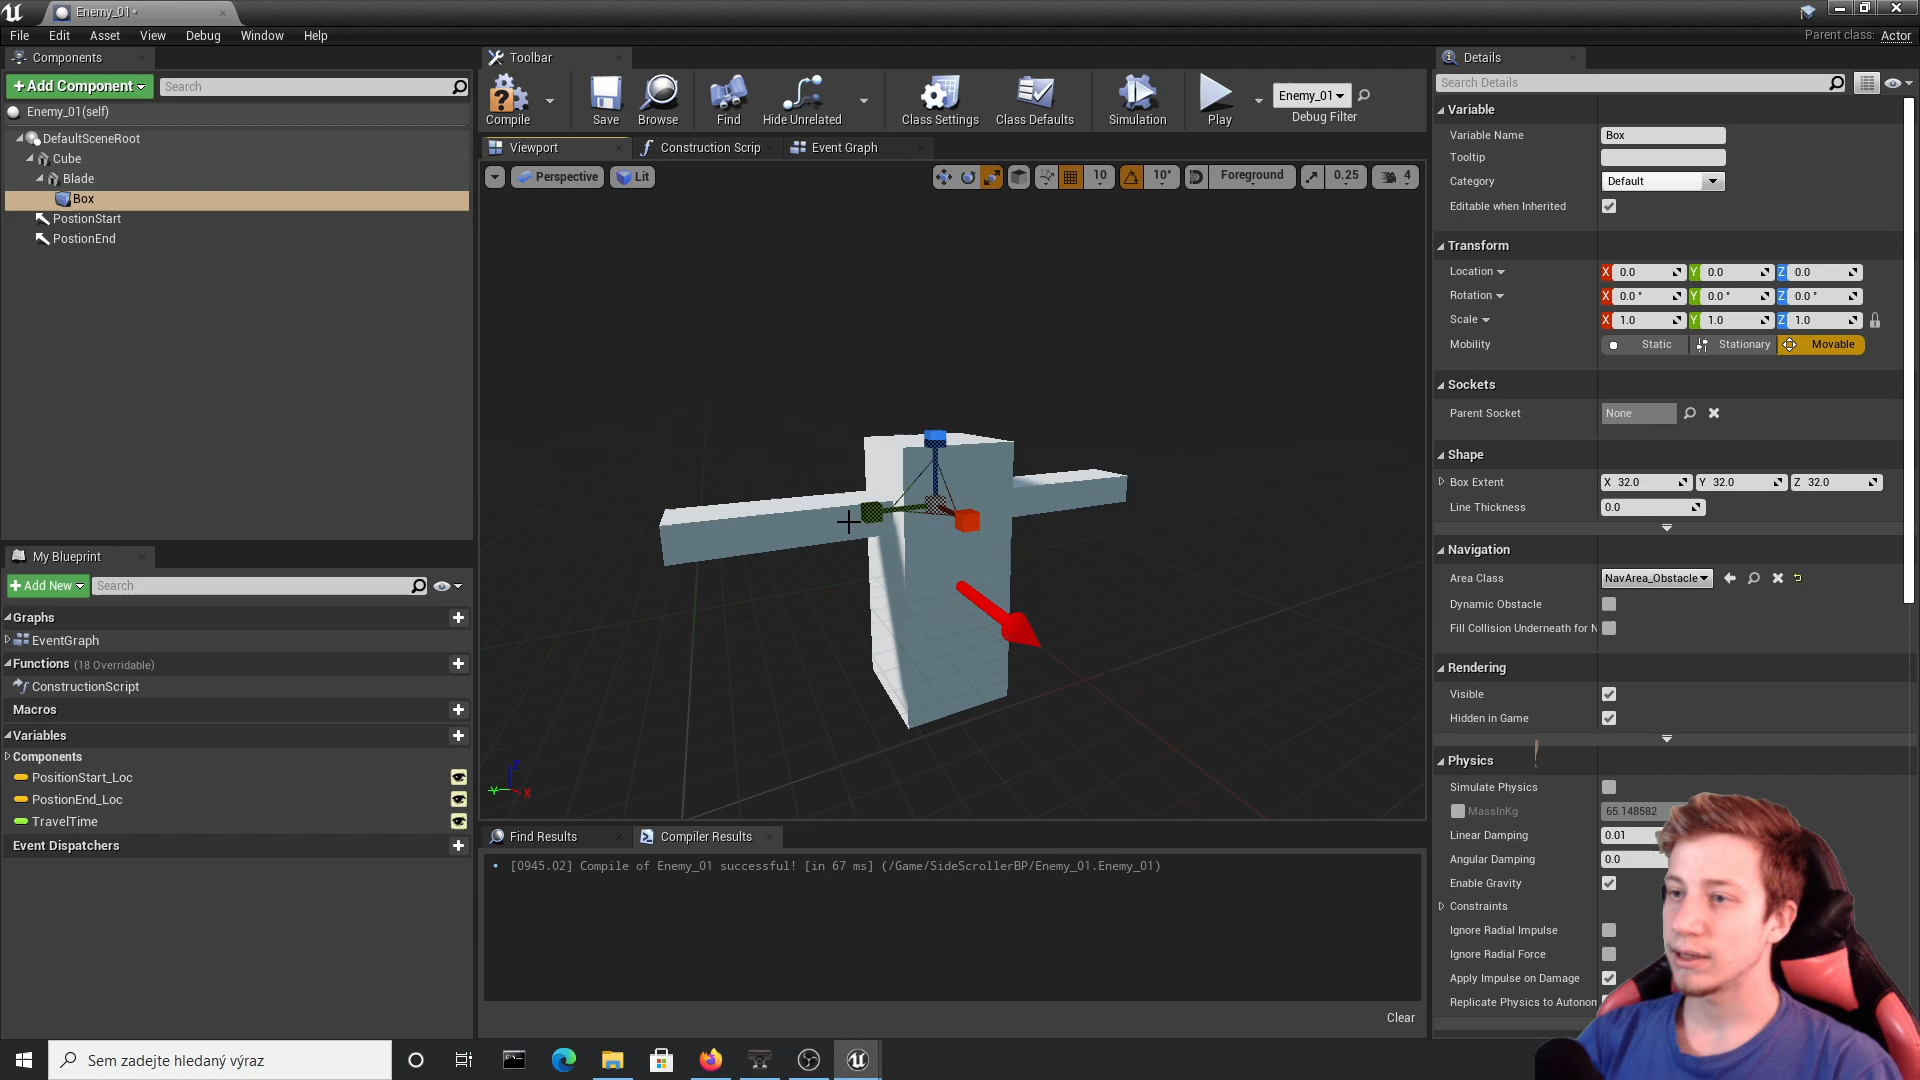 Enemy_01*
File Edit Asset View Debug Window Help
Parent class: Actor
Components
+Add Component
Search
Enemy_01(self)
DefaultSceneRoot
Cube
Blade
Box
PostionStart
PostionEnd
My Blueprint
+Add New
Search
Graphs
EventGraph
Functions (18 Overridable)
ConstructionScript
Macros
Variables
Components
PositionStart_Loc
PostionEnd_Loc
TravelTime
Event Dispatchers
Toolbar
Compile
Save
Browse
Find
Hide Unrelated
Class Settings
Class Defaults
Simulation
Play
Enemy_01
Debug Filter
Viewport
Construction Scrip
Event Graph
Perspective
Lit
10
10°
Foreground
0.25
4
Z
Y
X
Find Results
Compiler Results
[0945.02] Compile of Enemy_01 successful! [in 67 ms] (/Game/SideScrollerBP/Enemy_01.Enemy_01)
Clear
Details
Search Details
Variable
Variable Name Box
Tooltip
Category Default
Editable when Inherited
Transform
Location X 0.0 Y 0.0 Z 0.0
Rotation X 0.0 ° Y 0.0 ° Z 0.0 °
Scale X 1.0 Y 1.0 Z 1.0
Mobility Static Stationary Movable
Sockets
Parent Socket None
Shape
Box Extent X 32.0 Y 32.0 Z 32.0
Line Thickness 0.0
Navigation
Area Class NavArea_Obstacle
Dynamic Obstacle
Fill Collision Underneath for N
Rendering
Visible
Hidden in Game
Physics
Simulate Physics
MassInKg 65.148582
Linear Damping 0.01
Angular Damping 0.0
Enable Gravity
Constraints
Ignore Radial Impulse
Ignore Radial Force
Apply Impulse on Damage
Replicate Physics to Autonom
Sem zadejte hledaný výraz